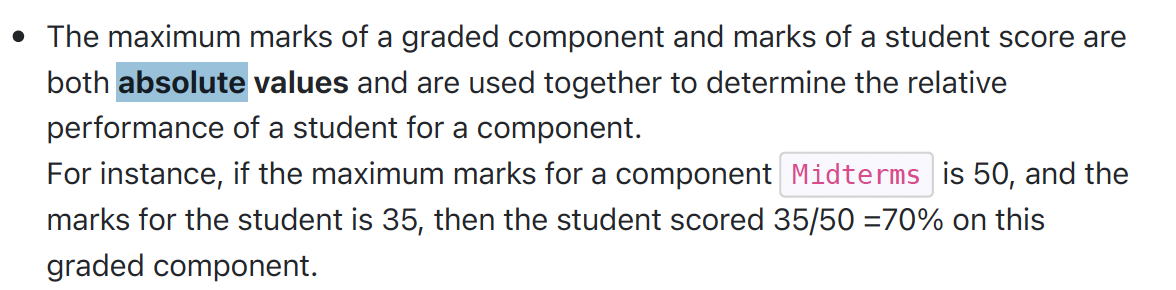 • The maximum marks of a graded component and marks of a student score are
both absolute values and are used together to determine the relative
performance of a student for a component.
For instance, if the maximum marks for a component Midterms is 50, and the
marks for the student is 35, then the student scored 35/50 =70% on this
graded component.